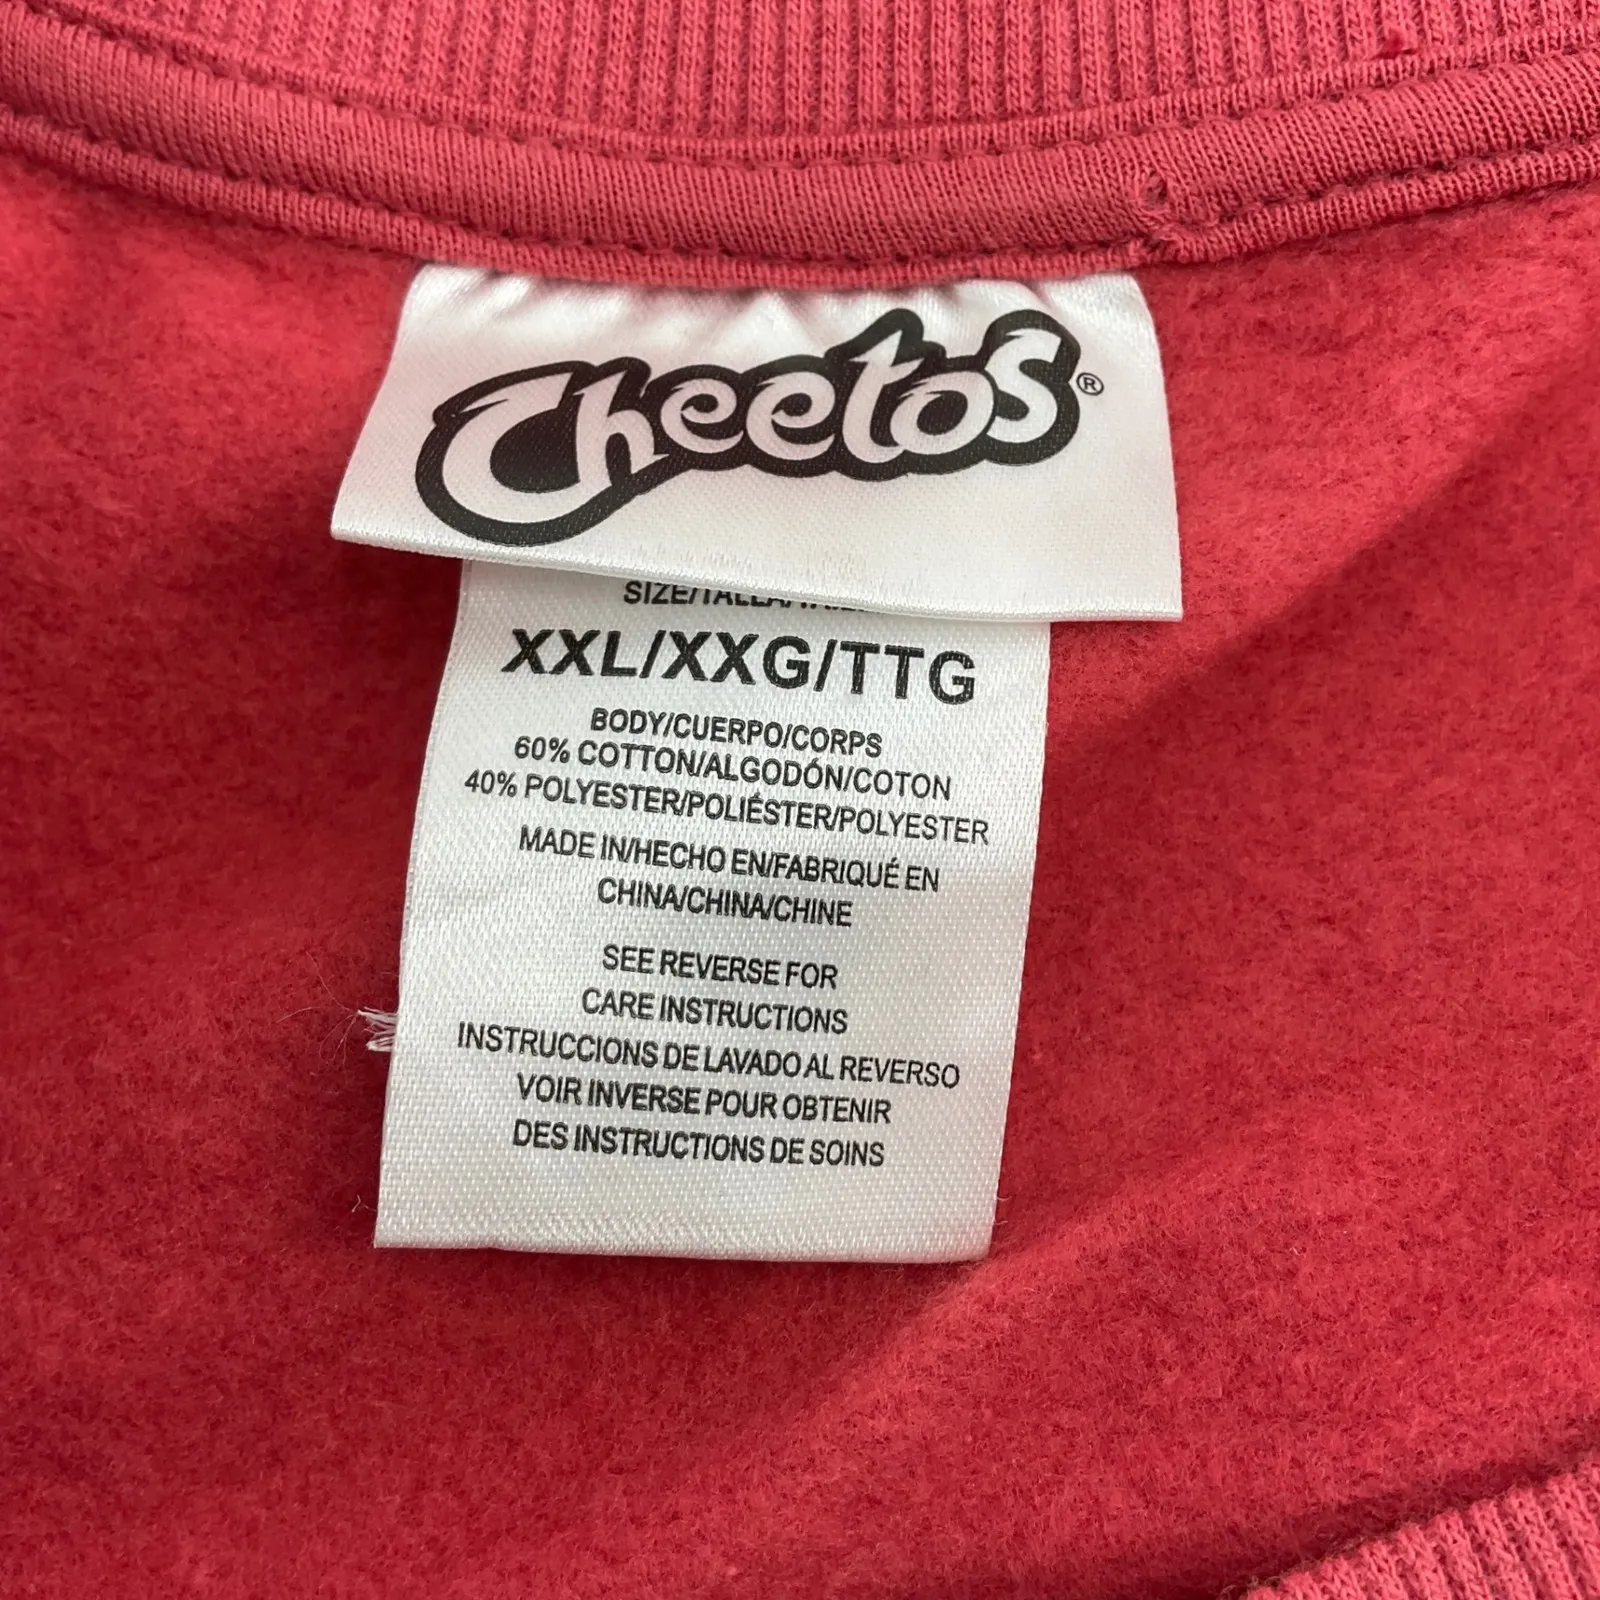 Cheetos®
SIZE/TALLA/
XXL/XXG/TTG
BODY/CUERPO/CORPS
60% COTTON/ALGODÓN/COTON
40% POLYESTER/POLIÉSTER/POLYESTER
MADE IN/HECHO EN/FABRIQUÉ EN
CHINA/CHINA/CHINE
SEE REVERSE FOR
CARE INSTRUCTIONS
INSTRUCCIONS DE LAVADO AL REVERSO
VOIR INVERSE POUR OBTENIR
DES INSTRUCTIONS DE SOINS